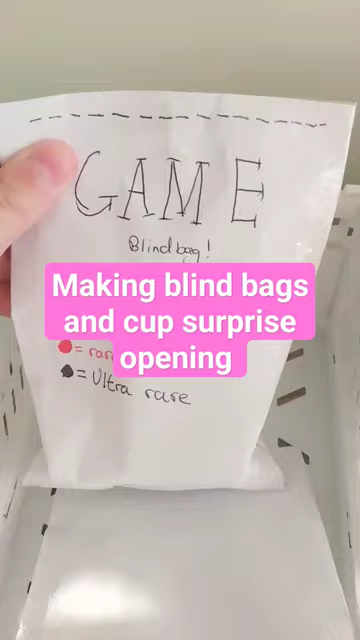 GAME
Blind bag!
Making blind bags
and cup surprise
opening
=
= Ultra rare